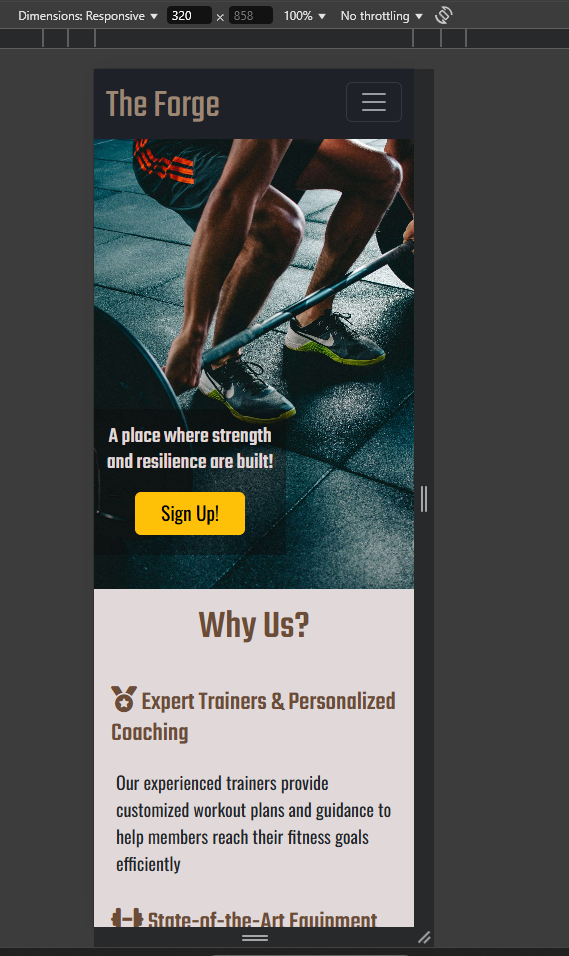 Dimensions: Responsive 320 × 858 100% No throttling
The Forge
A place where strength
and resilience are built!
Sign Up!
Why Us?
Expert Trainers & Personalized
Coaching
Our experienced trainers provide
customized workout plans and guidance to
help members reach their fitness goals
efficiently
State-of-the-Art Equipment